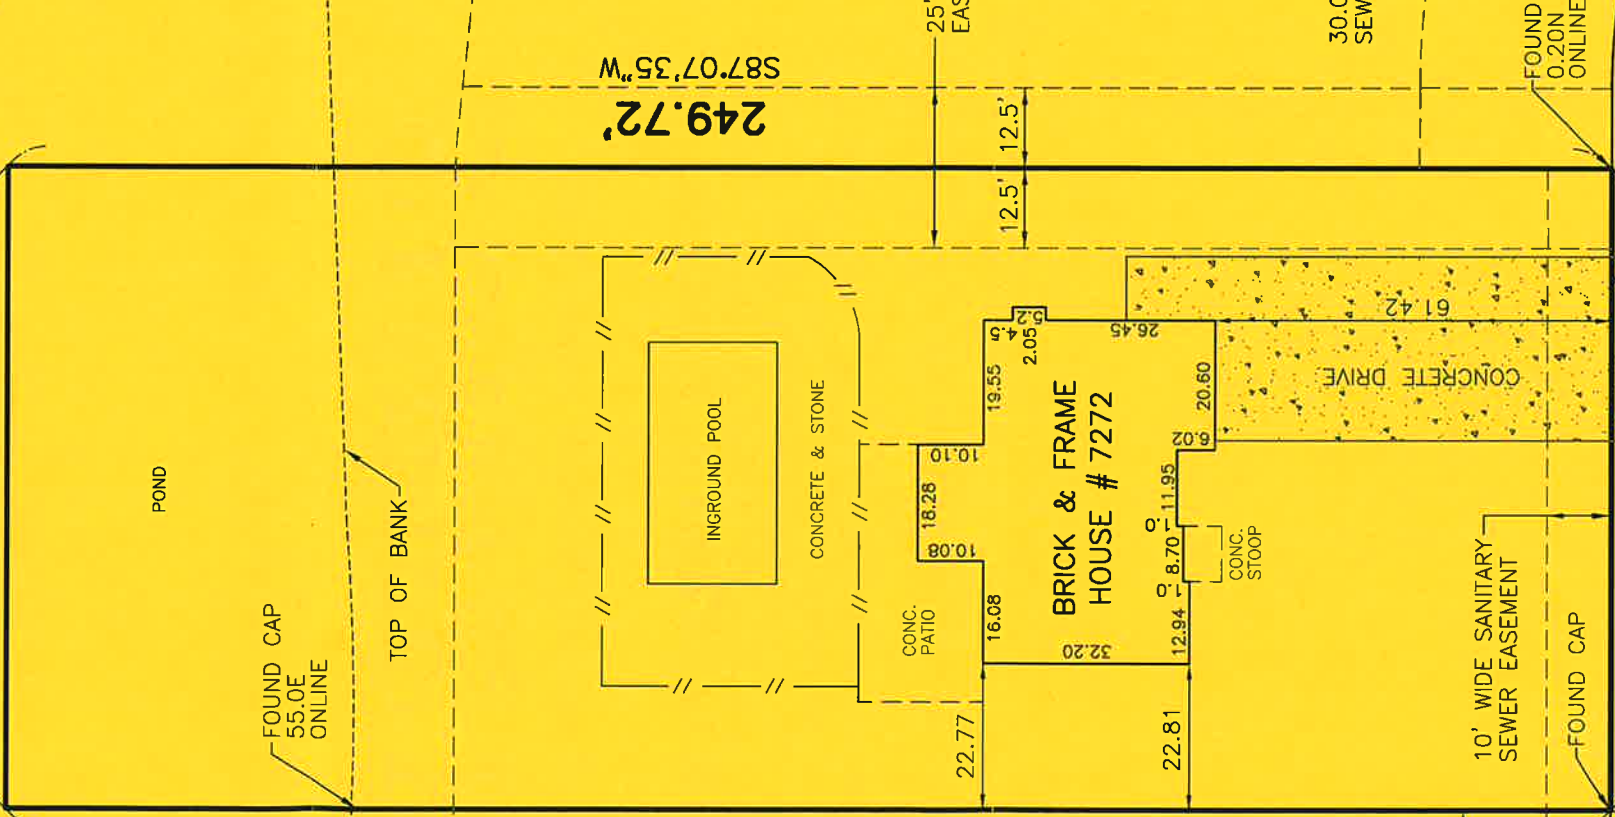 25'
EAS
30.0
SEW
FOUND
0.20N
ONLINE
S87°07'35"W
249.72'
12.5'
12.5'
POND
FOUND CAP
55.0E
ONLINE
TOP OF BANK
INGROUND POOL
CONCRETE & STONE
CONC.
PATIO
10.10
18.28
10.08
19.55
16.08
4.5
5.2
2.05
26.45
BRICK & FRAME
HOUSE # 7272
32.20
20.60
6.02
11.95
1.0
8.70
1.0
12.94
CONC.
STOOP
61.42
CONCRETE DRIVE
22.77
22.81
10' WIDE SANITARY
SEWER EASEMENT
FOUND CAP